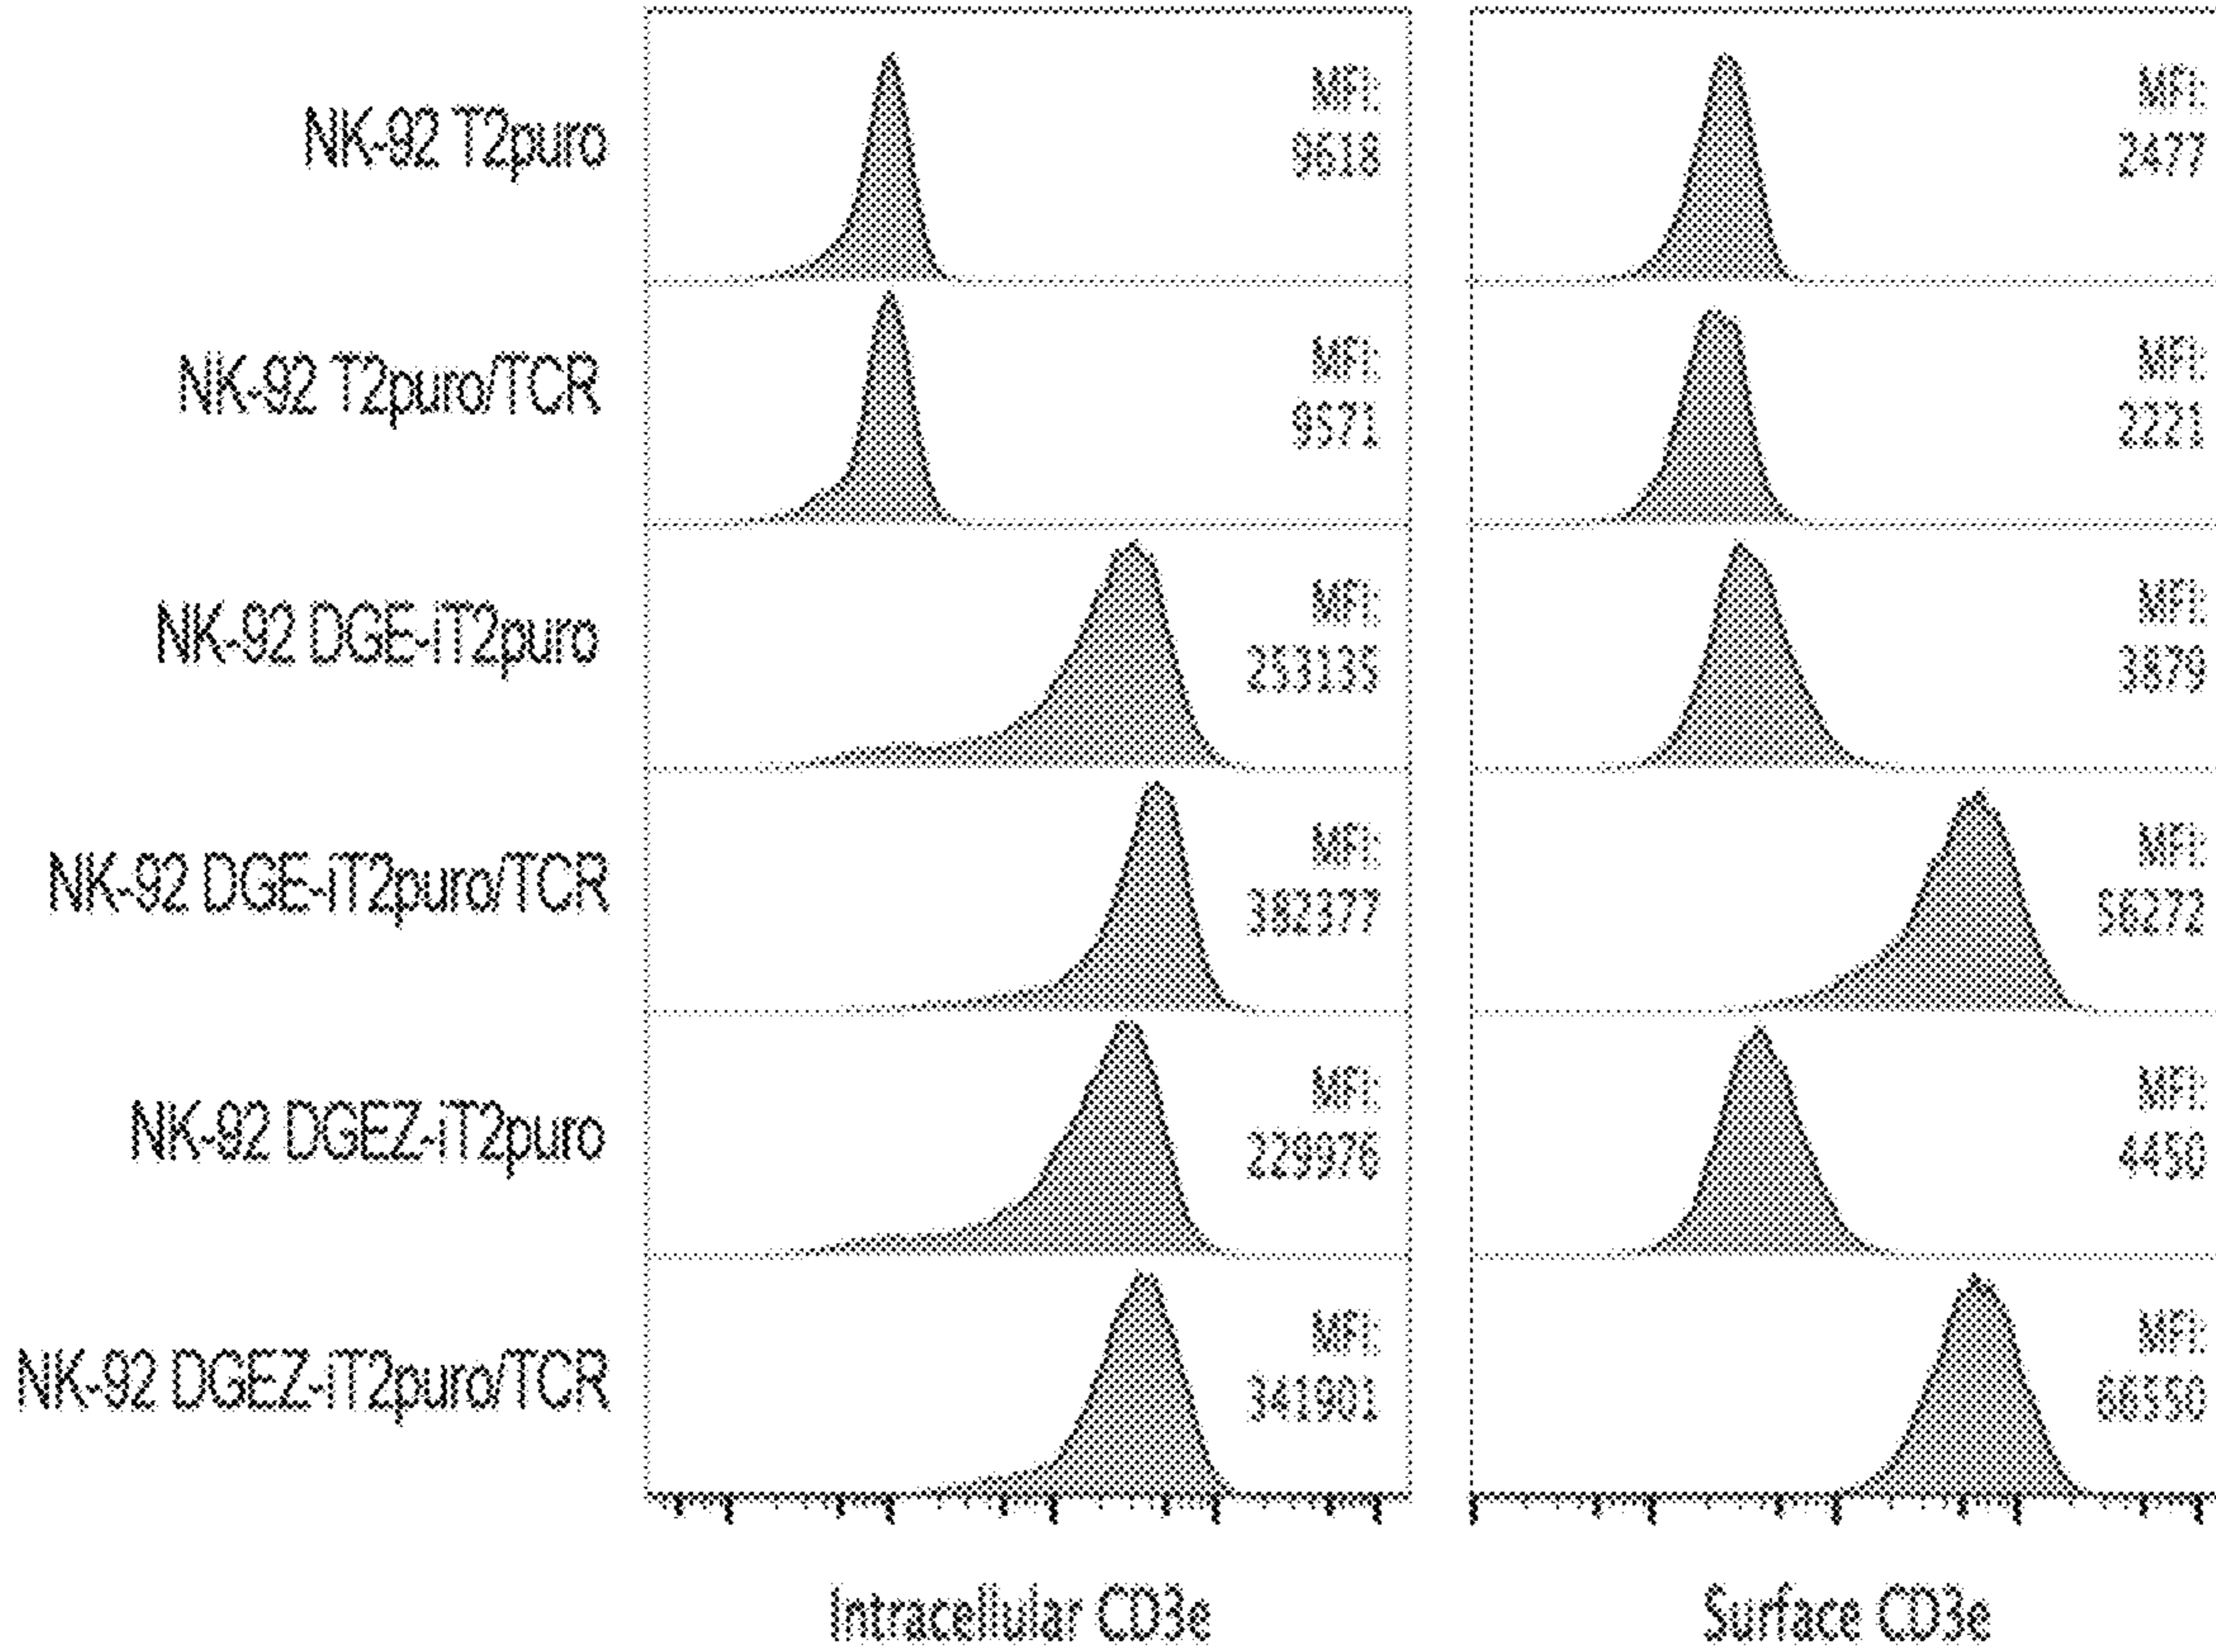 NK-92 T2puro
MFI:
9618
MFI:
2477
NK-92 T2puro/TCR
MFI:
9571
MFI:
2221
NK-92 DGE-iT2puro
MFI:
253135
MFI:
3879
NK-92 DGE-iT2puro/TCR
MFI:
382377
MFI:
56272
NK-92 DGEZ-iT2puro
MFI:
229976
MFI:
4450
NK-92 DGEZ-iT2puro/TCR
MFI:
341901
MFI:
66550
Intracellular CD3e
Surface CD3e